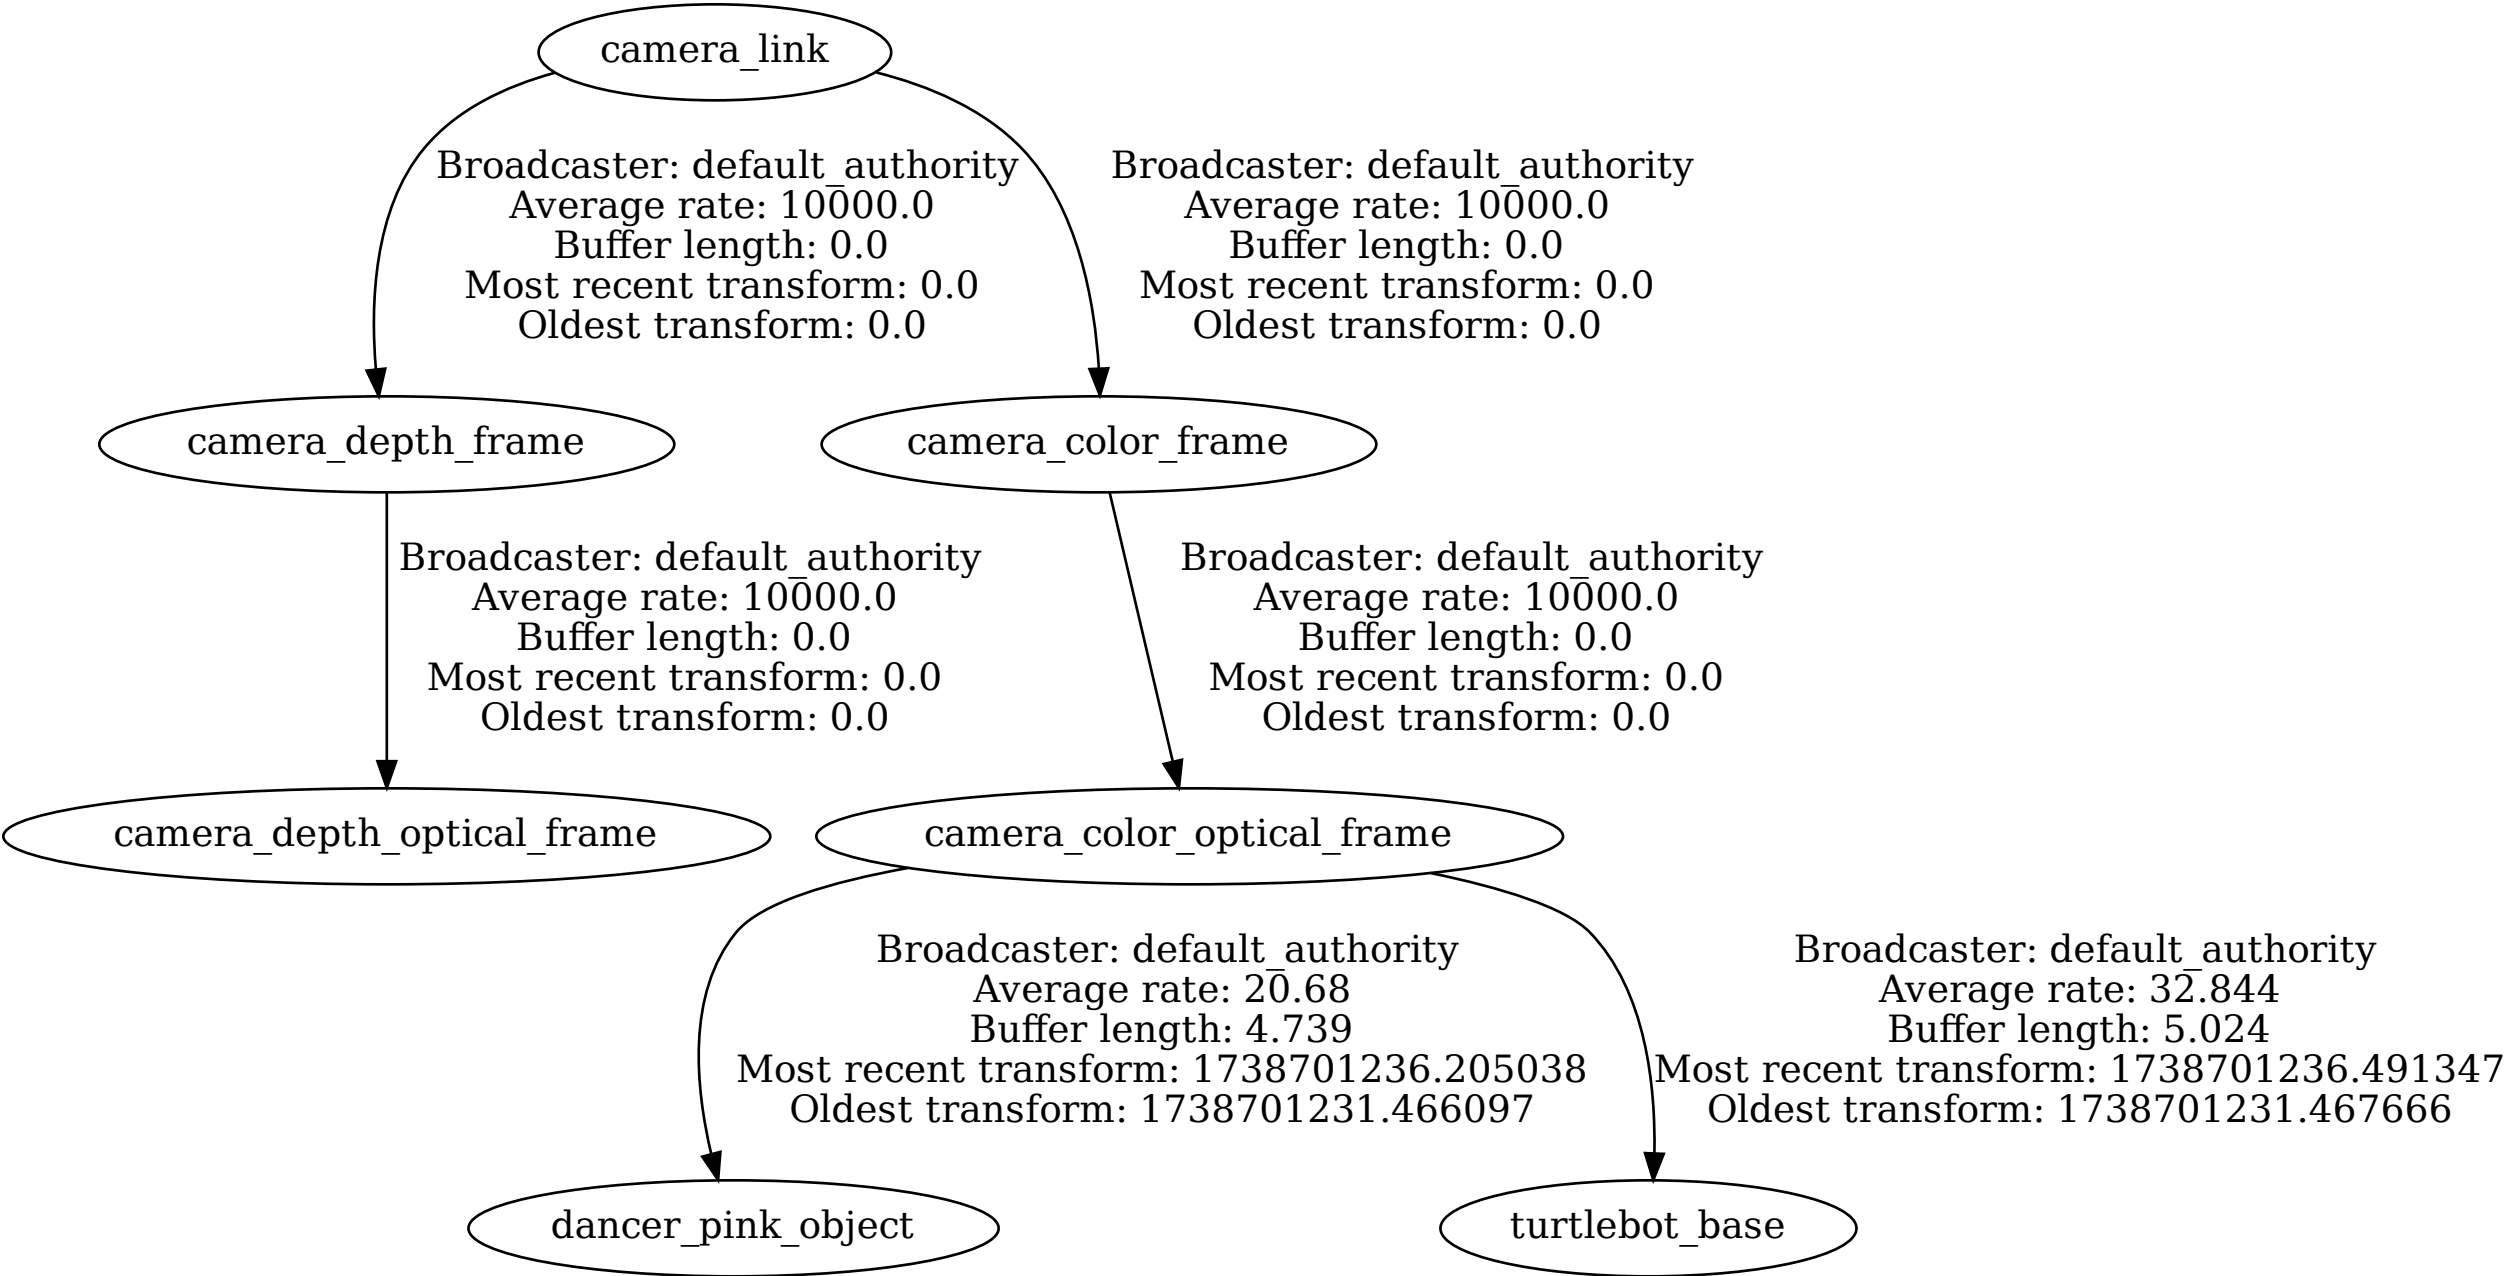 camera_link
Broadcaster: default_authority
Average rate: 10000.0
Buffer length: 0.0
Most recent transform: 0.0
Oldest transform: 0.0
Broadcaster: default_authority
Average rate: 10000.0
Buffer length: 0.0
Most recent transform: 0.0
Oldest transform: 0.0
camera_depth_frame
camera_color_frame
Broadcaster: default_authority
Average rate: 10000.0
Buffer length: 0.0
Most recent transform: 0.0
Oldest transform: 0.0
Broadcaster: default_authority
Average rate: 10000.0
Buffer length: 0.0
Most recent transform: 0.0
Oldest transform: 0.0
camera_depth_optical_frame
camera_color_optical_frame
Broadcaster: default_authority
Average rate: 20.68
Buffer length: 4.739
Most recent transform: 1738701236.205038
Oldest transform: 1738701231.466097
Broadcaster: default_authority
Average rate: 32.844
Buffer length: 5.024
Most recent transform: 1738701236.491347
Oldest transform: 1738701231.467666
dancer_pink_object
turtlebot_base